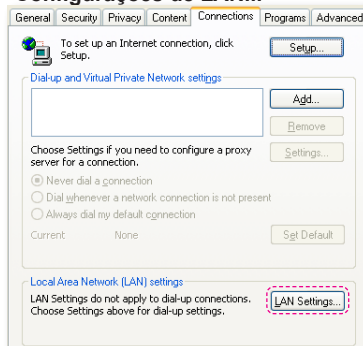 General Security Privacy Content Connections Programs Advanced
To set up an Internet connection, click
Setup.
Setup...
Dial-up and Virtual Private Network settings
Add...
Remove
Choose Settings if you need to configure a proxy
server for a connection.
Settings...
Never dial a connection
Dial whenever a network connection is not present
Always dial my default connection
Current None
Set Default
Local Area Network (LAN) settings
LAN Settings do not apply to dial-up connections.
Choose Settings above for dial-up settings.
LAN Settings...